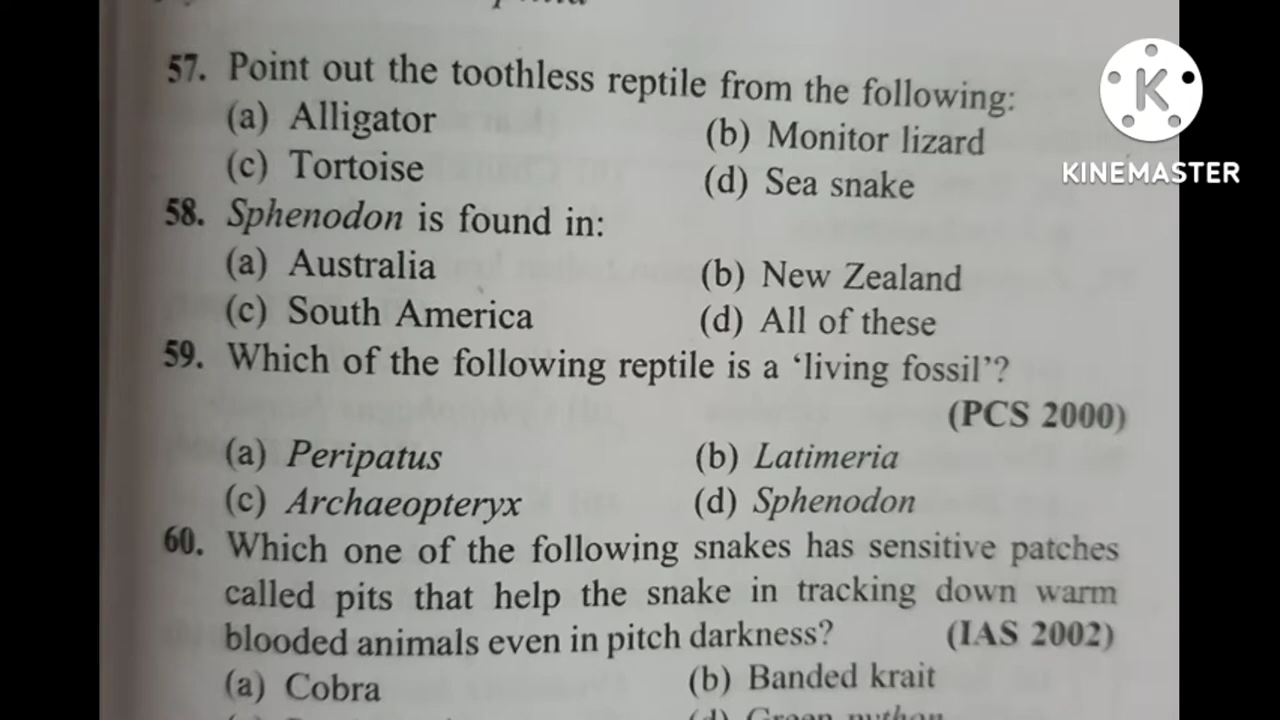 57. Point out the toothless reptile from the following:
(a) Alligator (b) Monitor lizard
(c) Tortoise (d) Sea snake
58. Sphenodon is found in:
(a) Australia (b) New Zealand
(c) South America (d) All of these
59. Which of the following reptile is a ‘living fossil’?
(PCS 2000)
(a) Peripatus (b) Latimeria
(c) Archaeopteryx (d) Sphenodon
60. Which one of the following snakes has sensitive patches
called pits that help the snake in tracking down warm
blooded animals even in pitch darkness? (IAS 2002)
(a) Cobra (b) Banded krait
(d) Green python
K
KINEMASTER